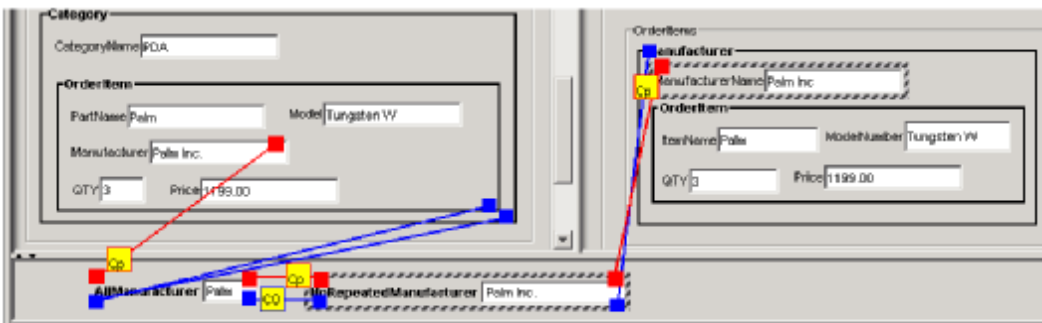 Category
CategoryName PDA
OrderItem
PartName Palm Model Tungsten W
Manufacturer Palm Inc.
QTY 3 Price 1199.00
OrderItems
Manufacturer
ManufacturerName Palm Inc
OrderItem
ItemName Palm ModelNumber Tungsten W
QTY 3 Price 1199.00
Cp
Cp
Cp
AllManufacturer Palm
CO
NoRepeatedManufacturer Palm Inc.